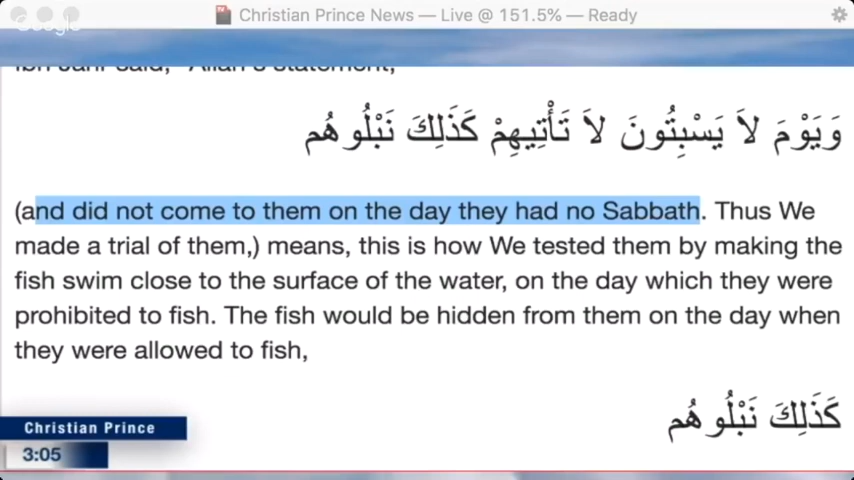 Christian Prince News — Live @ 151.5% — Ready
Google
Ibn Jarir said, "Allah's statement,
وَيَوْمَ لاَ يَسْبِتُونَ لاَ تَأْتِيهِمْ كَذَلِكَ نَبْلُوهُم
(and did not come to them on the day they had no Sabbath. Thus We
made a trial of them,) means, this is how We tested them by making the
fish swim close to the surface of the water, on the day which they were
prohibited to fish. The fish would be hidden from them on the day when
they were allowed to fish,
كَذَلِكَ نَبْلُوهُم
Christian Prince
3:05